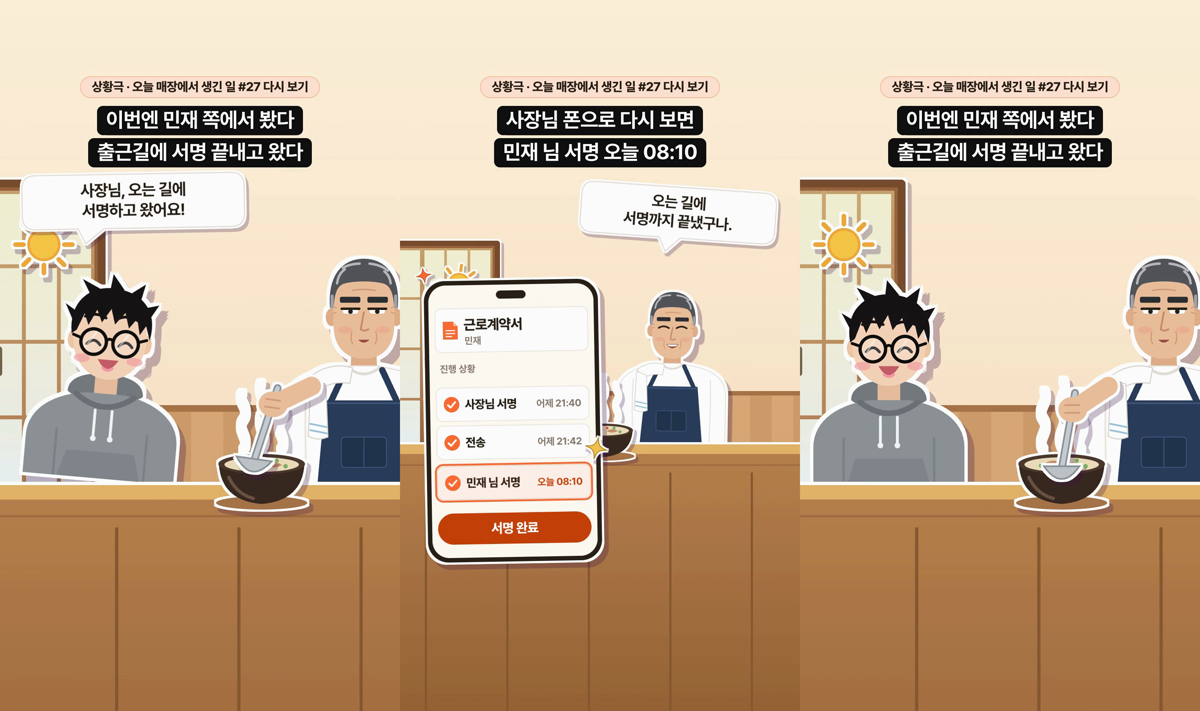 상황극 · 오늘 매장에서 생긴 일 #27 다시 보기
이번엔 민재 쪽에서 봤다
출근길에 서명 끝내고 왔다
사장님, 오는 길에
서명하고 왔어요!
상황극 · 오늘 매장에서 생긴 일 #27 다시 보기
사장님 폰으로 다시 보면
민재 님 서명 오늘 08:10
오는 길에
서명까지 끝냈구나.
근로계약서
민재
진행 상황
사장님 서명 어제 21:40
전송 어제 21:42
민재 님 서명 오늘 08:10
서명 완료
상황극 · 오늘 매장에서 생긴 일 #27 다시 보기
이번엔 민재 쪽에서 봤다
출근길에 서명 끝내고 왔다